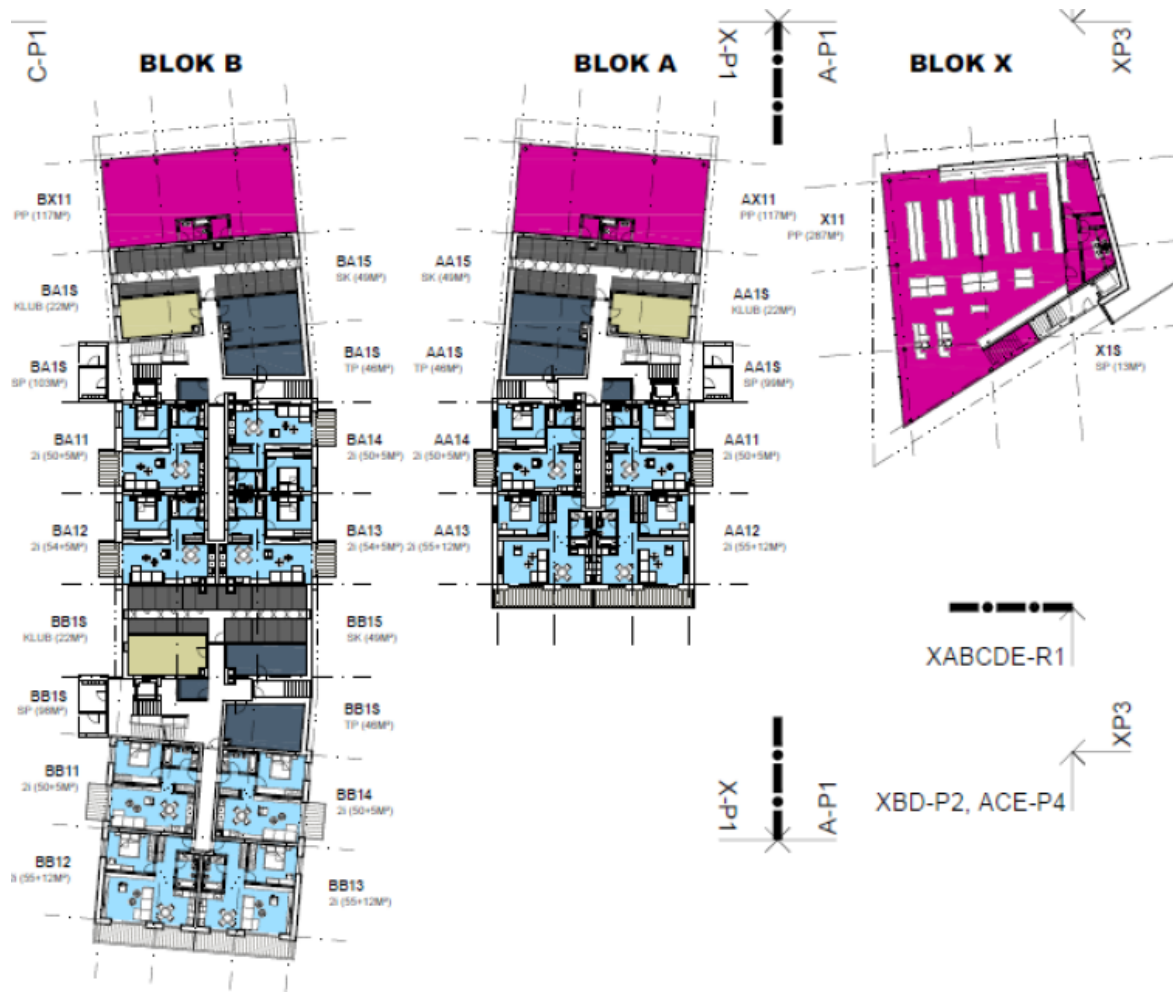 C-P1
BLOK B
BLOK A
X-P1
A-P1
BLOK X
XP3
BX11
PP (117M²)
AX11
PP (117M²)
X11
PP (267M²)
BA15
SK (49M²)
AA15
SK (49M²)
BA1S
KLUB (22M²)
AA1S
KLUB (22M²)
BA1S
SP (103M²)
BA1S
TP (46M²)
AA1S
TP (46M²)
AA1S
SP (99M²)
X1S
SP (13M²)
BA11
2i (50+5M²)
BA14
2i (50+5M²)
AA14
2i (50+5M²)
AA11
2i (50+5M²)
BA12
2i (54+5M²)
BA13
2i (54+5M²)
AA13
2i (55+12M²)
AA12
2i (55+12M²)
BB1S
KLUB (22M²)
BB15
SK (49M²)
XABCDE-R1
BB1S
SP (98M²)
BB1S
TP (46M²)
XP3
BB11
2i (50+5M²)
BB14
2i (50+5M²)
X-P1
A-P1
XBD-P2, ACE-P4
BB12
(55+12M²)
BB13
2i (55+12M²)